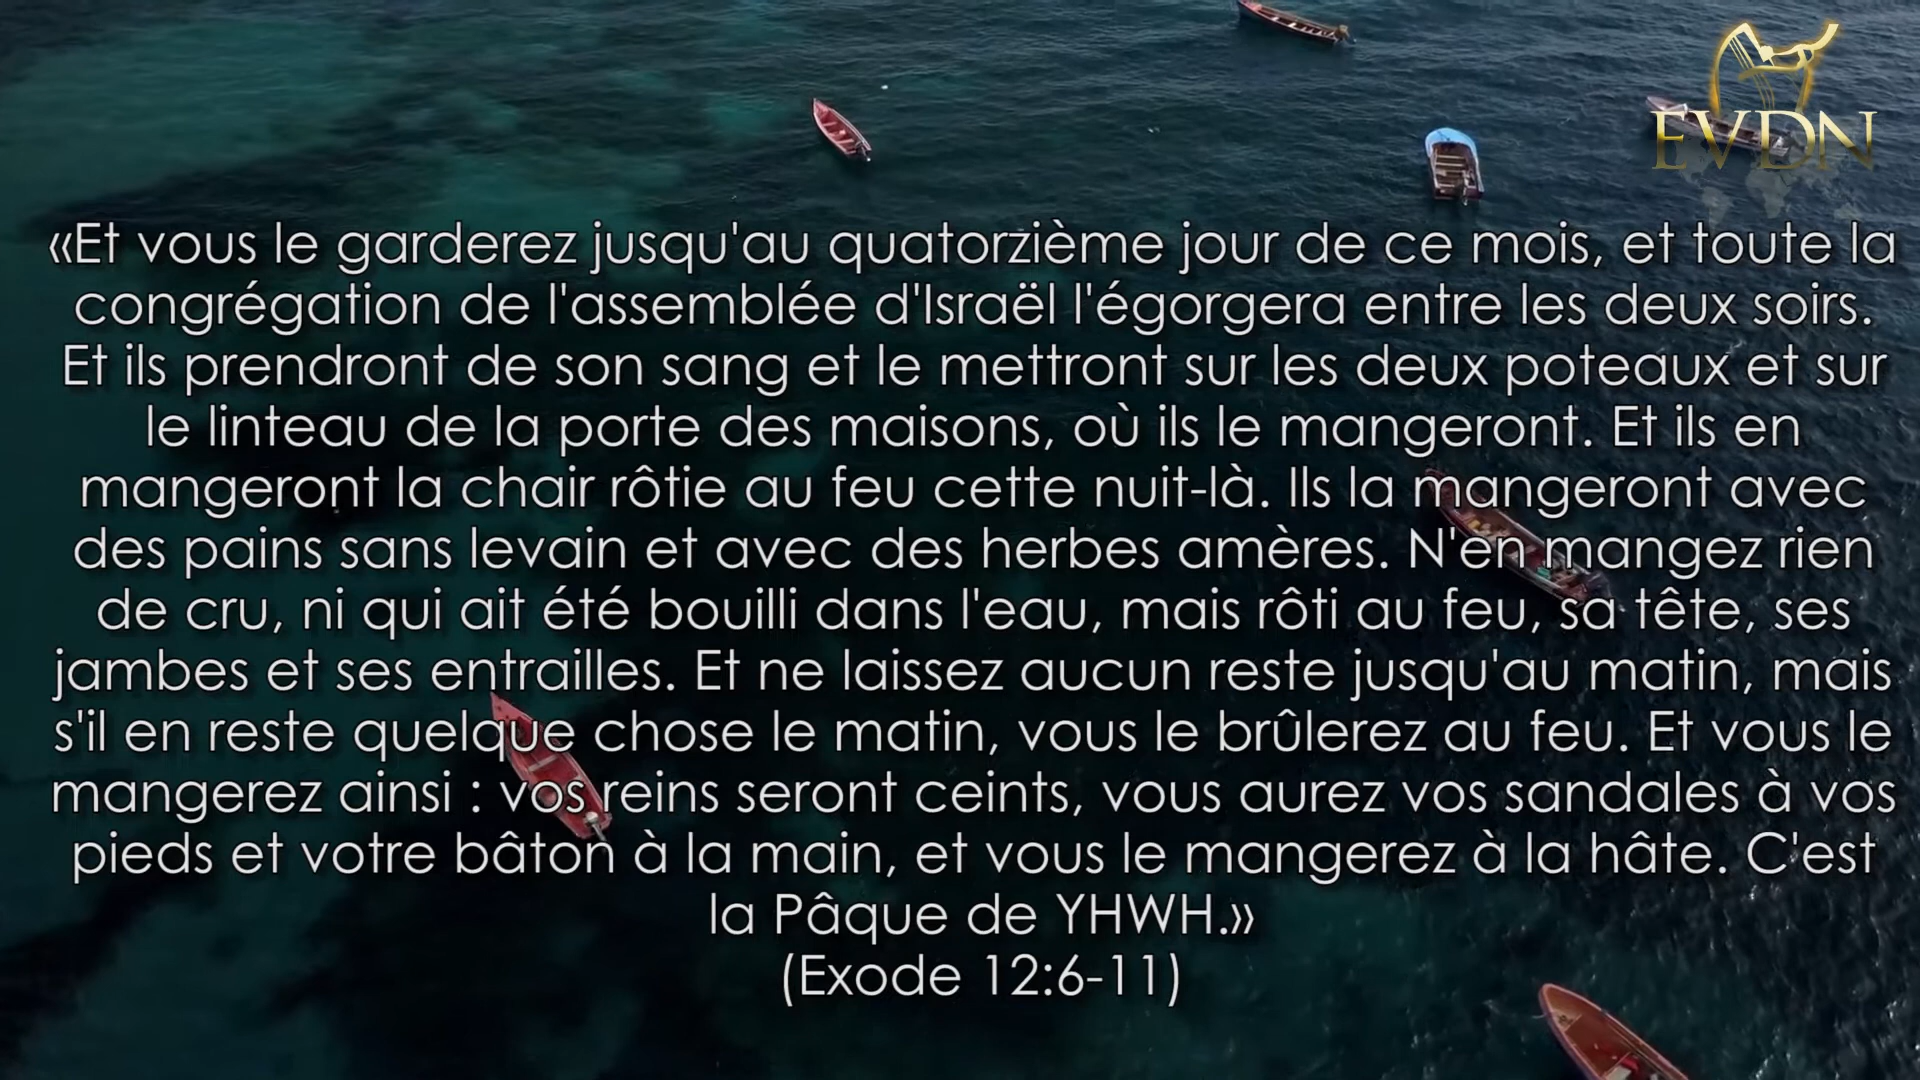 EVDN
«Et vous le garderez jusqu'au quatorzième jour de ce mois, et toute la
congrégation de l'assemblée d'Israël l'égorgera entre les deux soirs.
Et ils prendront de son sang et le mettront sur les deux poteaux et sur
le linteau de la porte des maisons, où ils le mangeront. Et ils en
mangeront la chair rôtie au feu cette nuit-là. Ils la mangeront avec
des pains sans levain et avec des herbes amères. N'en mangez rien
de cru, ni qui ait été bouilli dans l'eau, mais rôti au feu, sa tête, ses
jambes et ses entrailles. Et ne laissez aucun reste jusqu'au matin, mais
s'il en reste quelque chose le matin, vous le brûlerez au feu. Et vous le
mangerez ainsi : vos reins seront ceints, vous aurez vos sandales à vos
pieds et votre bâton à la main, et vous le mangerez à la hâte. C'est
la Pâque de YHWH.»
(Exode 12:6-11)